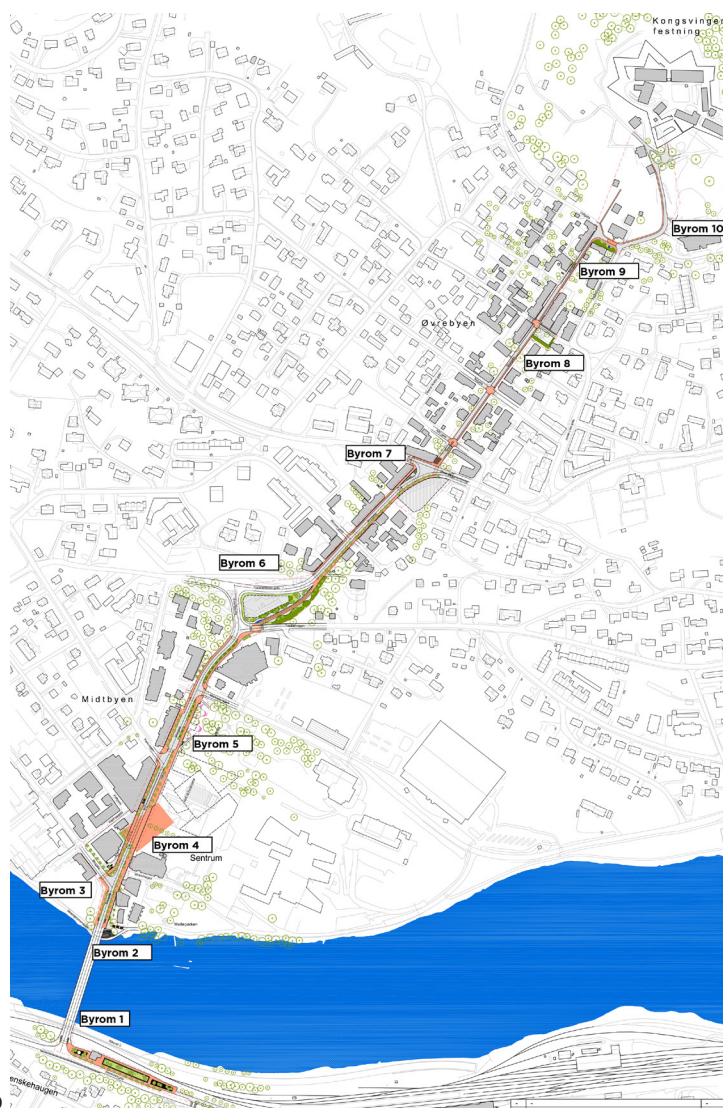 Kongsvinger
festning
Byrom 10
Byrom 9
Øvrebyen
Byrom 8
Byrom 7
Byrom 6
Midtbyen
Byrom 5
Byrom 4
Sentrum
Byrom 3
Byrom 2
Byrom 1
enskehaugen